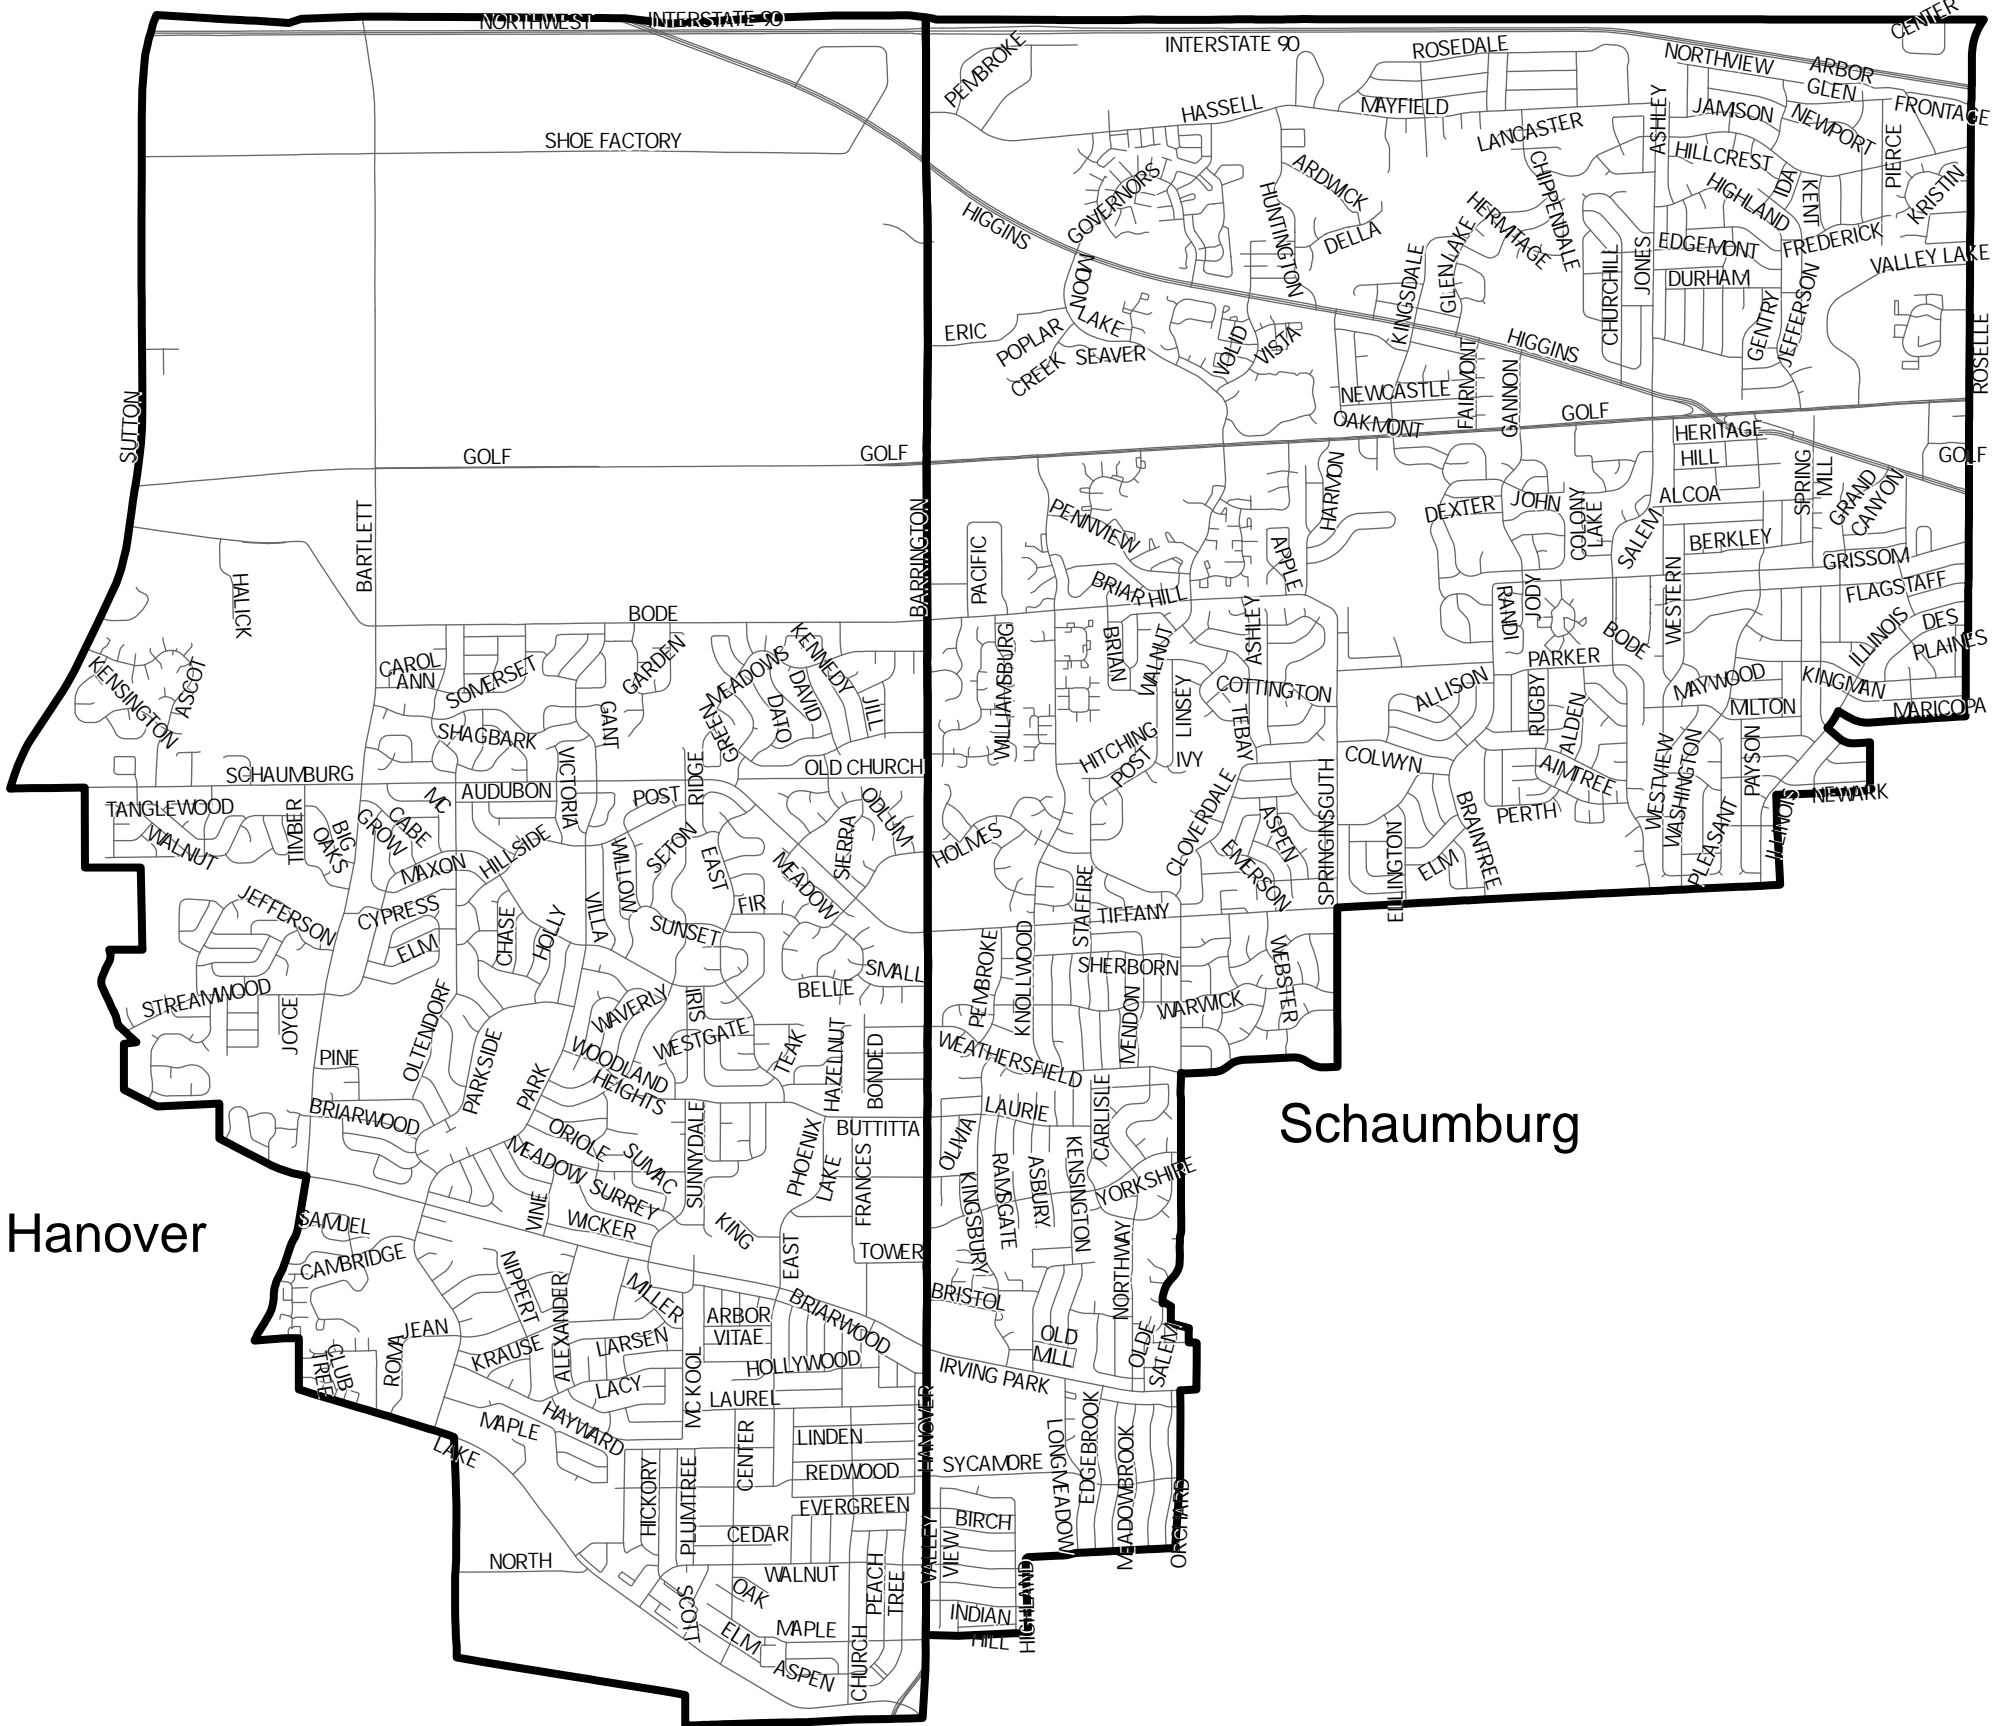 CENTER
NORTHWEST
INTERSTATE 90
INTERSTATE 90
PEMBROKE
ROSEDALE
NORTHVIEW
ARBOR
GLEN
FRONTAGE
HASSELL
MAYFIELD
ASHLEY
JAMSON
NEWPORT
LANCASTER
SHOE FACTORY
HILLCREST
PIERCE
ARDWICK
CHIPPENDALE
IDA
KENT
HIGHLAND
KRISTIN
GOVERNORS
HUNTINGTON
HERMITAGE
HIGGINS
DELLA
GLEN LAKE
EDGEMONT
FREDERICK
VALLEY LAKE
MOON
LAKE
KINGSDALE
CHURCHILL
JONES
DURHAM
JEFFERSON
GENTRY
ERIC
POPLAR
CREEK
SEAVER
VOLID
VISTA
HIGGINS
ROSELLE
NEWCASTLE
FAIRMONT
GANNON
OAKMONT
GOLF
SUTTON
HERITAGE
HILL
GOLF
GOLF
GOLF
HARMON
SPRING
MILL
GRAND
CANYON
BARTLETT
BARRINGTON
PENNVIEW
DEXTER
JOHN
COLONY
LAKE
SALEM
ALCOA
BERKLEY
PACIFIC
APPLE
GRISSOM
HALICK
BRIAR HILL
RAND
JODY
WESTERN
FLAGSTAFF
BODE
ILLINOIS
DES
PLAINES
WILLIAMSBURG
BRIAN
WALNUT
ASHLEY
BODE
KENSINGTON
ASCOT
CAROL
ANN
SOMERSET
GARDEN
MEADOWS
KENNEDY
PARKER
MAYWOOD
KINGMAN
DATO
DAVID
JILL
LINSEY
COTTINGTON
ALLISON
RUGBY
ALDEN
MILTON
MARICOPA
SHAGBARK
GANT
GREEN
TEBAY
HITCHING
POST
IVY
COLWYN
AIMTREE
WESTVIEW
WASHINGTON
PAYSON
SCHAUMBURG
VICTORIA
RIDGE
OLD CHURCH
TANGLEWOOD
MC
CABE
AUDUBON
POST
ODLUM
CLOVERDALE
SPRINGINSGUTH
PERTH
NEWARK
WALNUT
TIMBER
BIG
OAKS
GROW
MAXON
HILLSIDE
WILLOW
SETON
EAST
MEADOW
SIERRA
HOLMES
ASPEN
EMERSON
ELLINGTON
ELM
BRAINTREE
PLEASANT
ILLINOIS
JEFFERSON
CYPRESS
CHASE
HOLLY
VILLA
SUNSET
FIR
STAFFIRE
TIFFANY
ELM
SMALL
BELLE
PEMBROKE
KNOLLWOOD
SHERBORN
WEBSTER
STREAMWOOD
JOYCE
OLTENDORF
WAVERLY
IRIS
WESTGATE
TEAK
HAZELNUT
BONDED
MENDON
WARWICK
PINE
PARKSIDE
PARK
WOODLAND
HEIGHTS
WEATHERSFIELD
Schaumburg
BRIARWOOD
ORIOLE
SUMAC
SUNNYDALE
PHOENIX
LAKE
BUTTITTA
FRANCES
OLIVIA
LAURIE
CARLISLE
MEADOW
SURREY
RAMSGATE
ASBURY
KENSINGTON
YORKSHIRE
Hanover
SAMUEL
VINE
WICKER
KING
KINGSBURY
NORTHWAY
CAMBRIDGE
EAST
TOWER
NIPPERT
ALEXANDER
MILLER
ARBOR
VITAE
BRIARWOOD
BRISTOL
JEAN
ROMA
KRAUSE
LARSEN
OLD
MILL
OLDE
SALEM
CLUB
TREE
LACY
MC KOOL
HOLLYWOOD
LAUREL
IRVING PARK
MAPLE
HAYWARD
HANOVER
LONGMEADOW
EDGEBROOK
MEADOWBROOK
LAKE
CENTER
LINDEN
SYCAMORE
REDWOOD
HICKORY
PLUMTREE
EVERGREEN
ORCHARD
CEDAR
BIRCH
NORTH
WALNUT
VALLEY
VIEW
OAK
PEACH
TREE
HIGHLAND
SCOTT
ELM
MAPLE
INDIAN
HILL
ASPEN
CHURCH